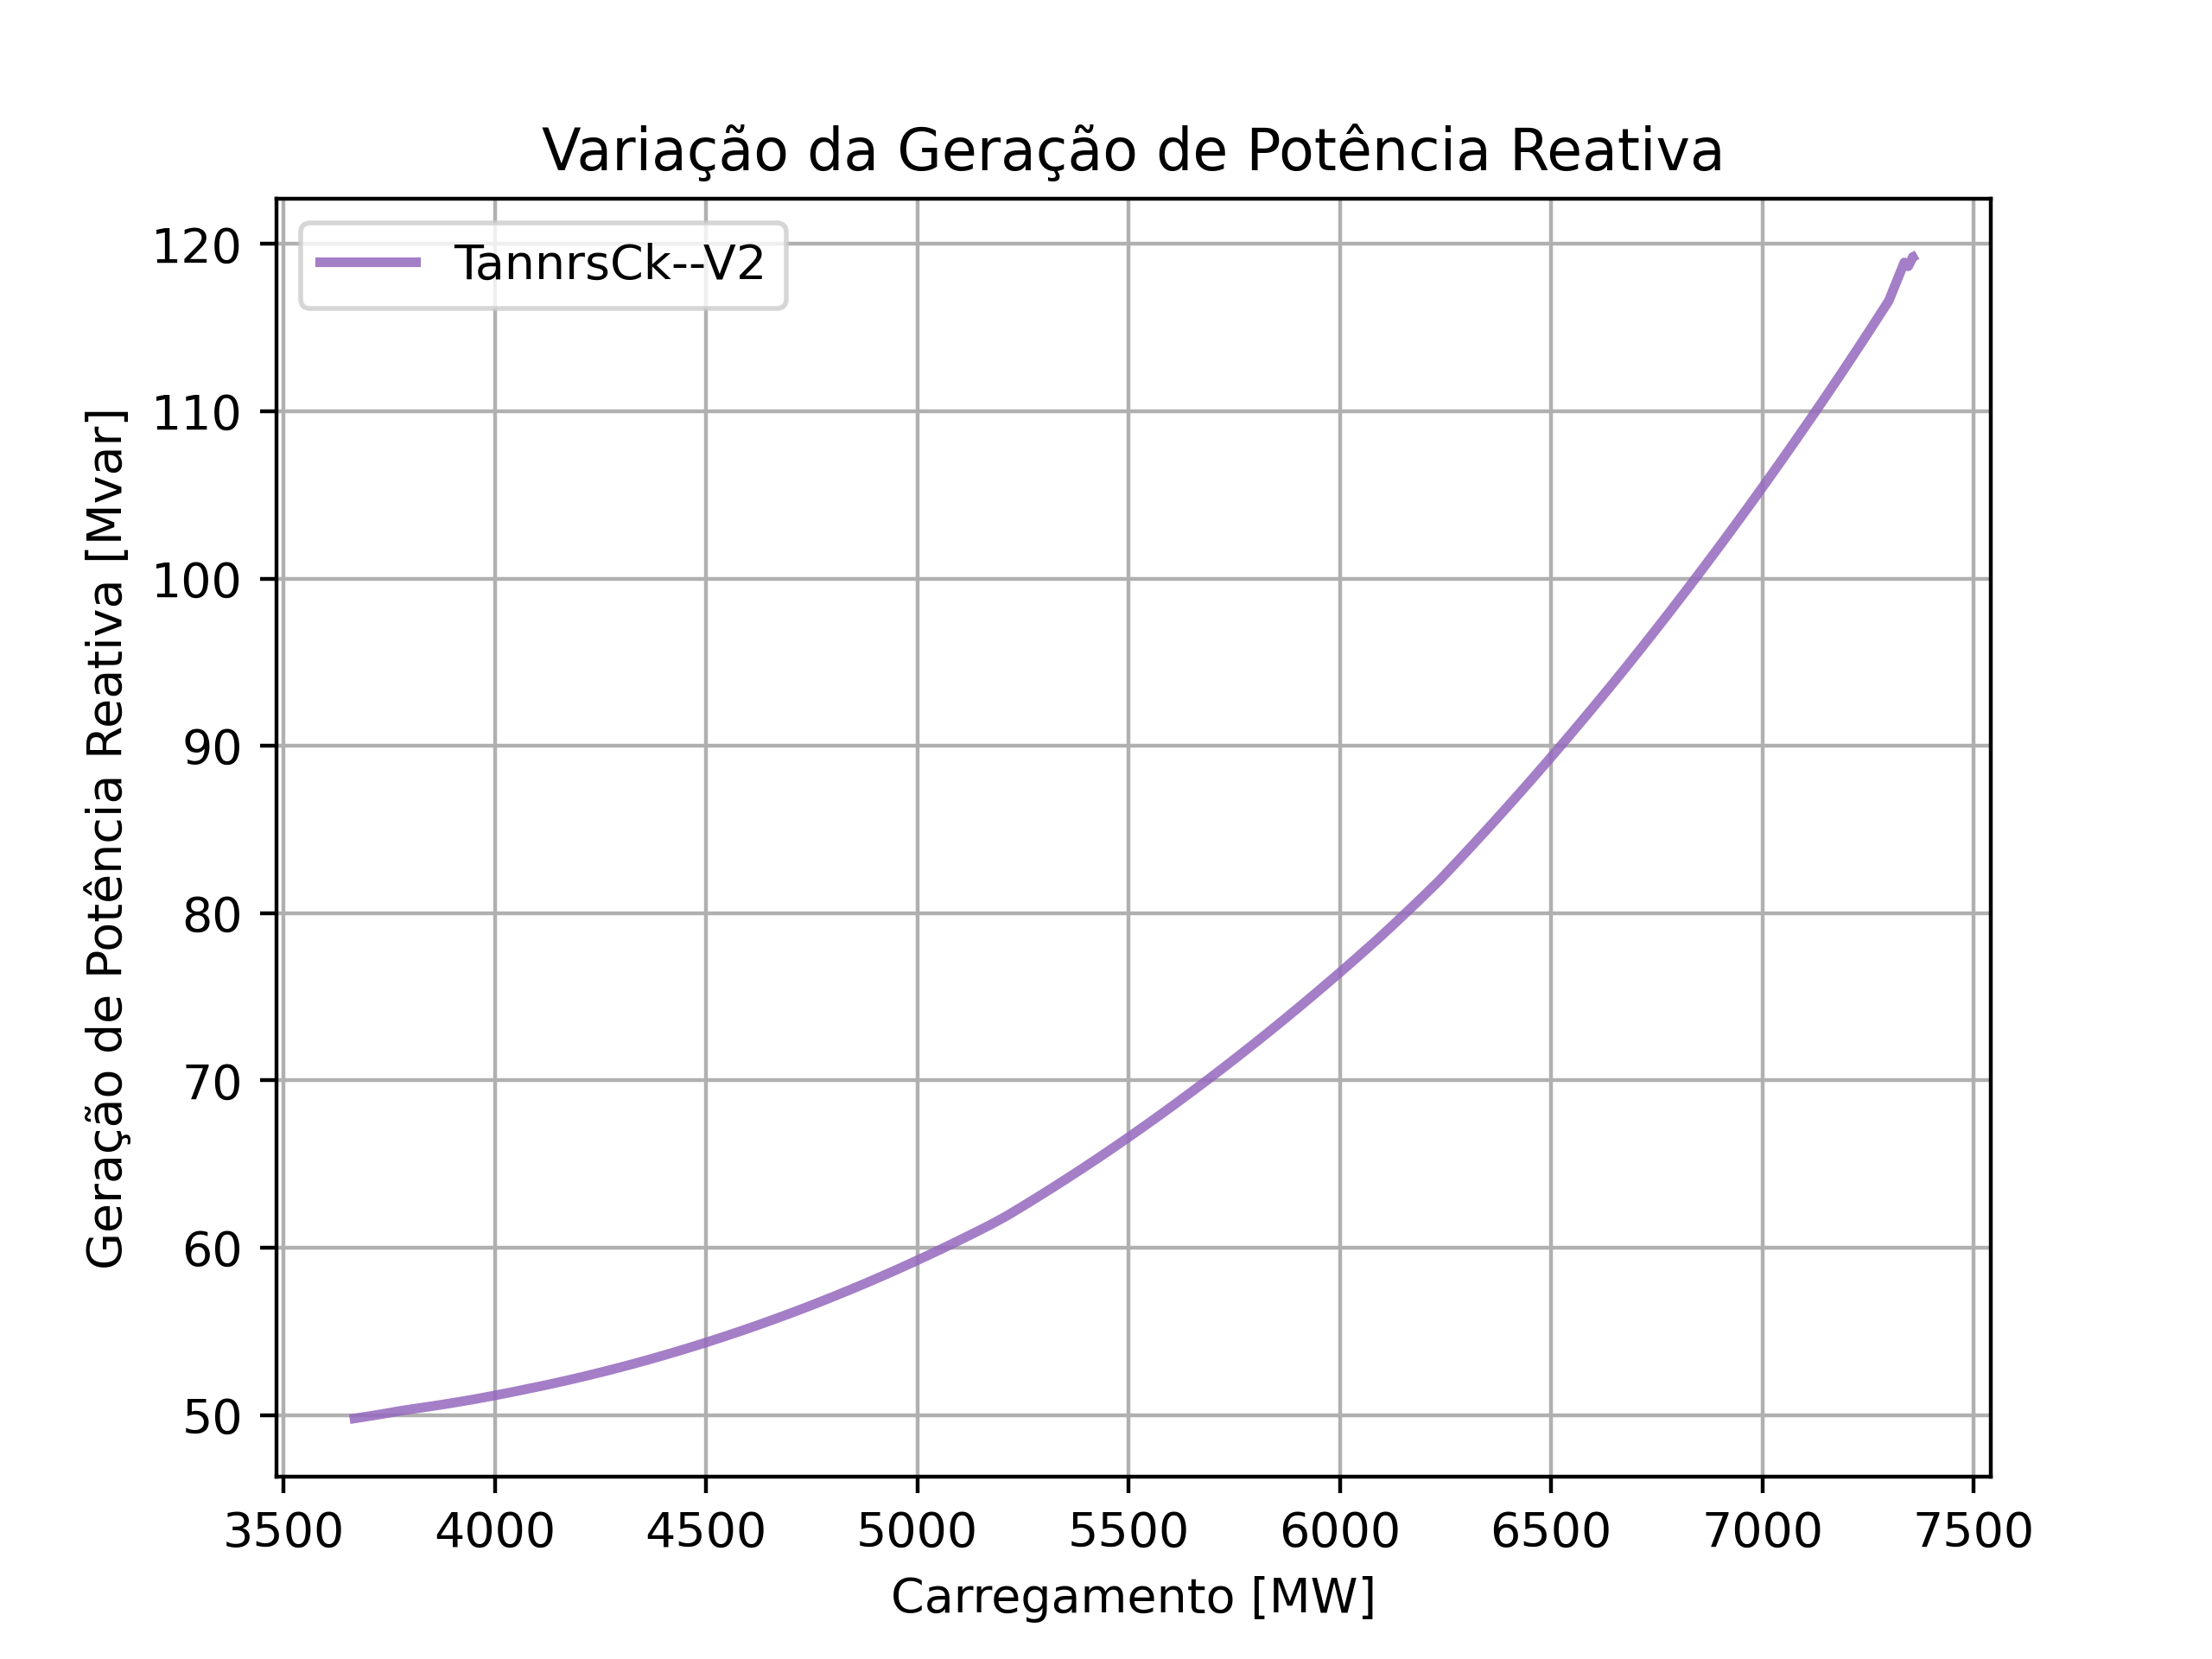 Variação da Geração de Potência Reativa
TannrsCk--V2
Geração de Potência Reativa [Mvar]
120
110
100
90
80
70
60
50
3500 4000 4500 5000 5500 6000 6500 7000 7500
Carregamento [MW]